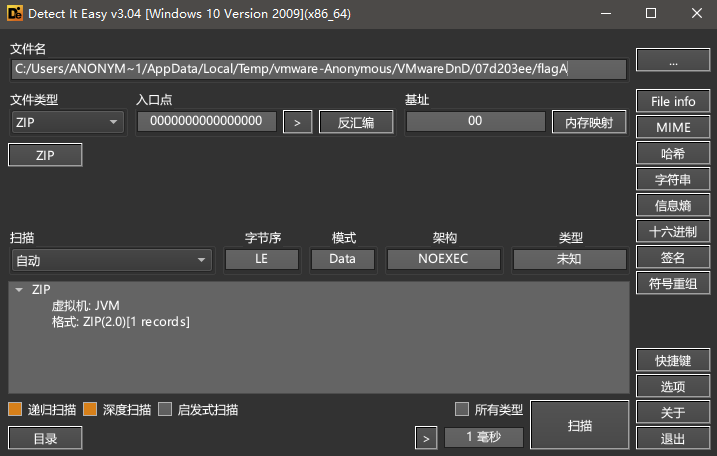 Detect It Easy v3.04 [Windows 10 Version 2009](x86_64)
文件名
C:/Users/ANONYM~1/AppData/Local/Temp/vmware-Anonymous/VMwareDnD/07d203ee/flagA
...
文件类型 入口点 基址
ZIP 0000000000000000 > 反汇编 00 内存映射
ZIP
File info
MIME
哈希
字符串
信息熵
十六进制
签名
符号重组
扫描 字节序 模式 架构 类型
自动 LE Data NOEXEC 未知
ZIP
虚拟机: JVM
格式: ZIP(2.0)[1 records]
快捷键
选项
关于
退出
递归扫描 深度扫描 启发式扫描 所有类型 扫描
目录 > 1 毫秒